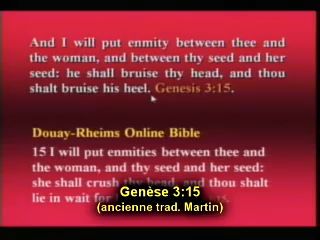 And I will put enmity between thee and
the woman, and between thy seed and her
seed: he shall bruise thy head, and thou
shalt bruise his heel. Genesis 3:15.
Douay-Rheims Online Bible
15 I will put enmities between thee and
the woman, and thy seed and her seed:
she shall crush thy head, and thou shalt
lie in wait for
Genèse 3:15
(ancienne trad. Martin)